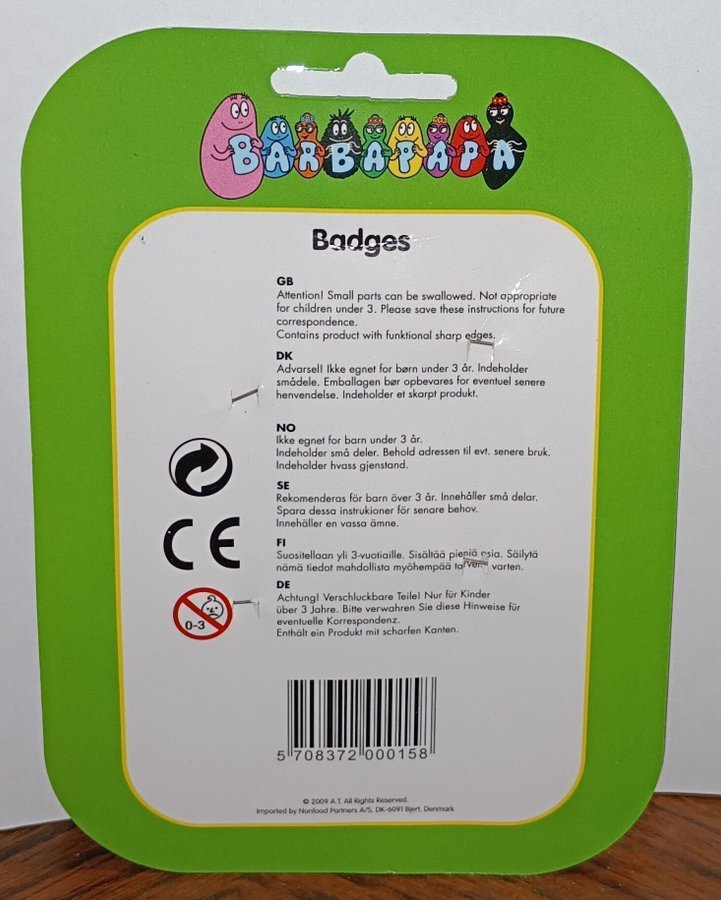 BARBAPAPA
Badges
GB
Attention! Small parts can be swallowed. Not appropriate
for children under 3. Please save these instructions for future
correspondence.
Contains product with funktional sharp edges.
DK
Advarsel! Ikke egnet for børn under 3 år. Indeholder
smådele. Emballagen bør opbevares for eventuel senere
henvendelse. Indeholder et skarpt produkt.
NO
Ikke egnet for barn under 3 år.
Indeholder små deler. Behold adressen til evt. senere bruk.
Indeholder hvass gjenstand.
SE
Rekomenderas för barn över 3 år. Innehåller små delar.
Spara dessa instrukioner för senare behov.
Innehäller en vassa ämne.
FI
Suositellaan yli 3-vuotiaille. Sisältää pieniä osia. Säilytä
nämä tiedot mahdollista myöhempää tarvetta varten.
CE
DE
Achtung! Verschluckbare Teile! Nur für Kinder
über 3 Jahre. Bitte verwahren Sie diese Hinweise für
eventuelle Korrespondenz.
Enthält ein Produkt mit scharfen Kanten.
0-3
5 708372 000158
© 2009 A.T. All Rights Reserved.
Imported by Nonfood Partners A/S, DK-6091 Bjert, Denmark